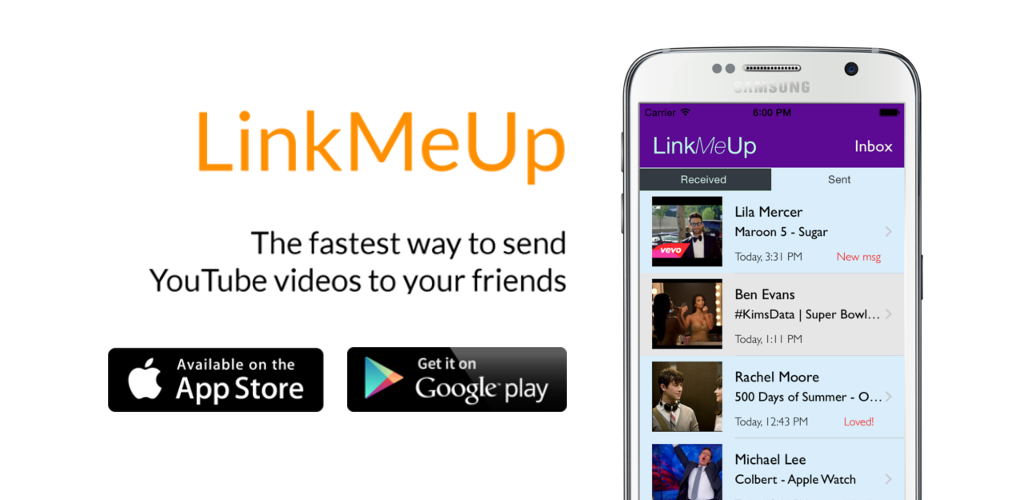 LinkMeUp
The fastest way to send
YouTube videos to your friends
Available on the
App Store
Get it on
Google play
SAMSUNG
Carrier
6:00 PM
LinkMeUp
Inbox
Received
Sent
Lila Mercer
Maroon 5 - Sugar
Today, 3:31 PM
New msg
vevo
Ben Evans
#KimsData | Super Bowl…
Today, 1:11 PM
Rachel Moore
500 Days of Summer - O…
Today, 12:43 PM
Loved!
Michael Lee
Colbert - Apple Watch